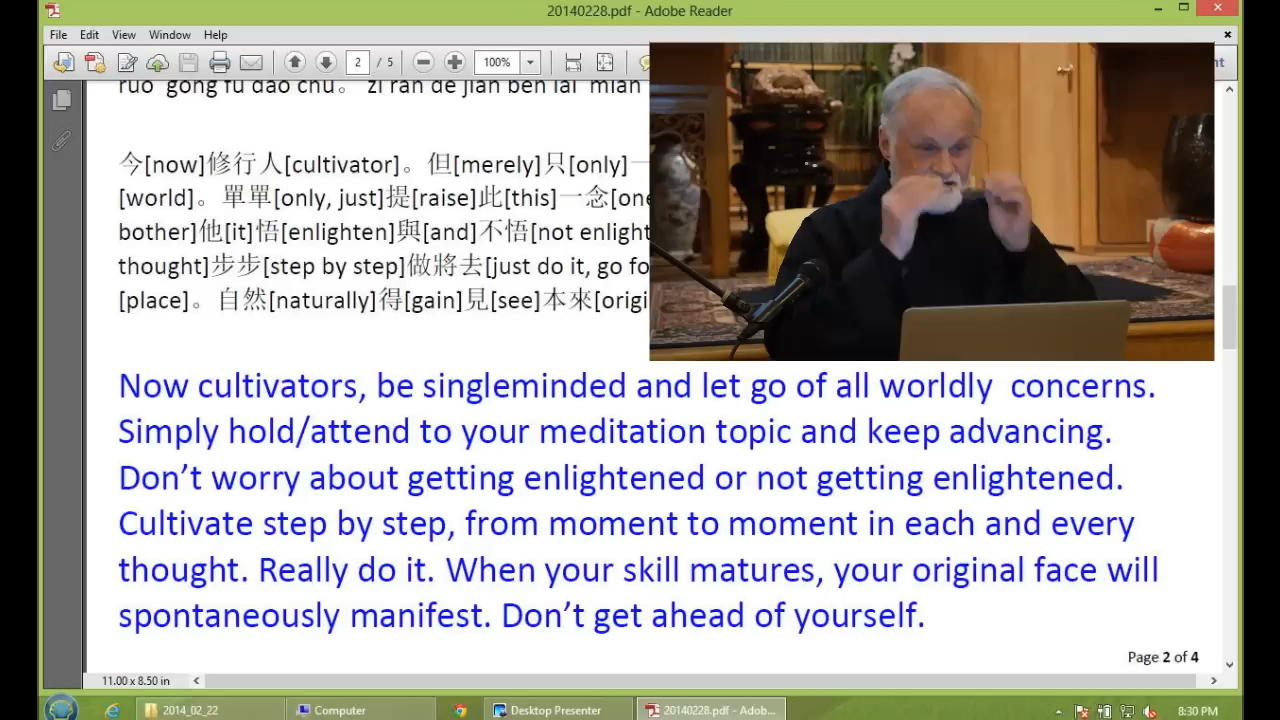 20140228.pdf - Adobe Reader
File Edit View Window Help
2 / 5 100%
今[now]修行人[cultivator]。但[merely]只[only]一
[world]。單單[only, just]提[raise]此[this]一念[one
bother]他[it]悟[enlighten]與[and]不悟[not enlight
thought]步步[step by step]做將去[just do it, go fo
[place]。自然[naturally]得[gain]見[see]本來[origi
Now cultivators, be singleminded and let go of all worldly concerns.
Simply hold/attend to your meditation topic and keep advancing.
Don't worry about getting enlightened or not getting enlightened.
Cultivate step by step, from moment to moment in each and every
thought. Really do it. When your skill matures, your original face will
spontaneously manifest. Don't get ahead of yourself.
Page 2 of 4
11.00 x 8.50 in
2014_02_22 Computer Desktop Presenter 20140228.pdf - Adob... 8:30 PM